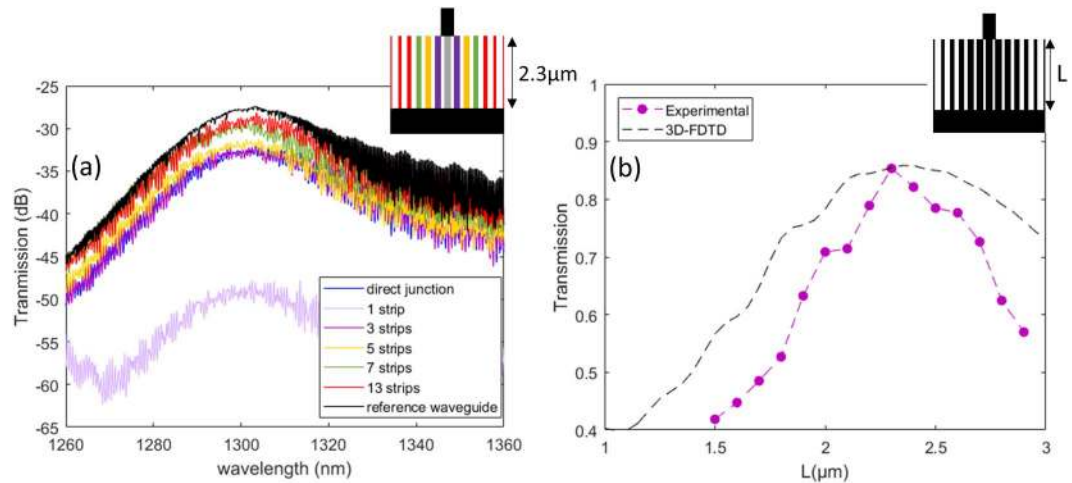 2.3µm
-25
-30
-35
-40
-45
-50
-55
-60
-65
Tranmission (dB)
(a)
direct junction
1 strip
3 strips
5 strips
7 strips
13 strips
reference waveguide
1260 1280 1300 1320 1340 1360
wavelength (nm)
L
1
0.9
0.8
0.7
0.6
0.5
0.4
Transmission
Experimental
3D-FDTD
(b)
1 1.5 2 2.5 3
L(µm)